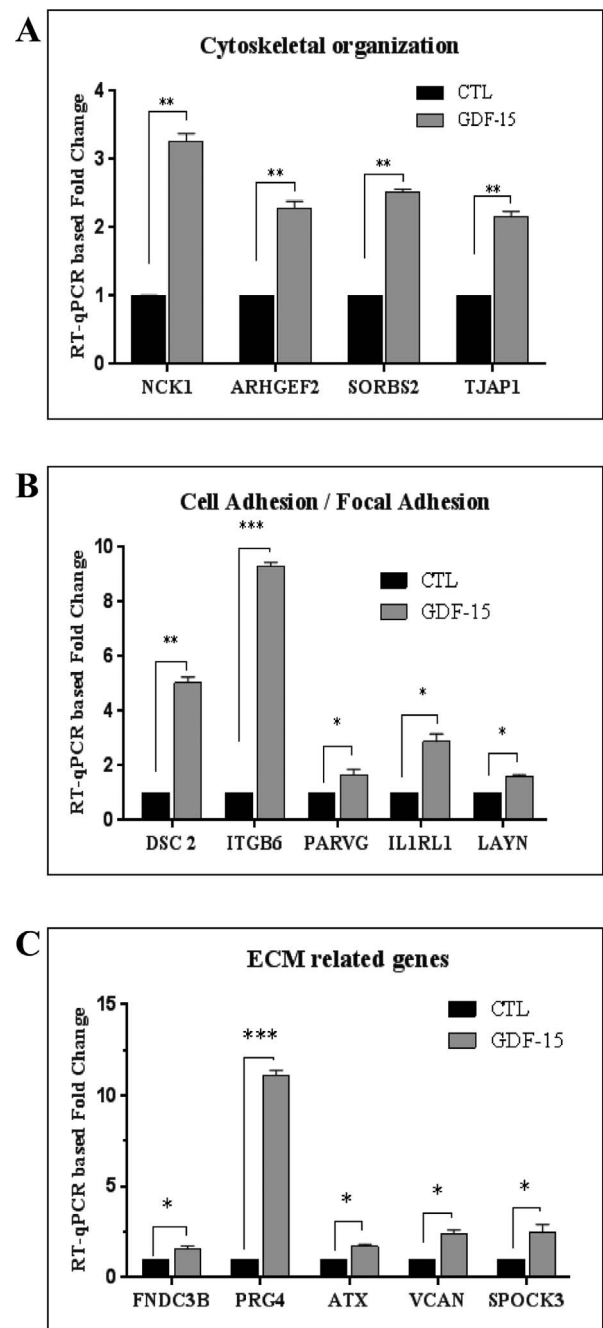 A
Cytoskeletal organization
RT-qPCR based Fold Change
4
3
2
1
0
CTL
GDF-15
**
**
**
**
NCK1 ARHGEF2 SORBS2 TJAP1
B
Cell Adhesion / Focal Adhesion
RT-qPCR based Fold Change
10
8
6
4
2
0
CTL
GDF-15
**
***
*
*
*
DSC 2 ITGB6 PARVG IL1RL1 LAYN
C
ECM related genes
RT-qPCR based Fold Change
15
10
5
0
CTL
GDF-15
*
***
*
*
*
FNDC3B PRG4 ATX VCAN SPOCK3